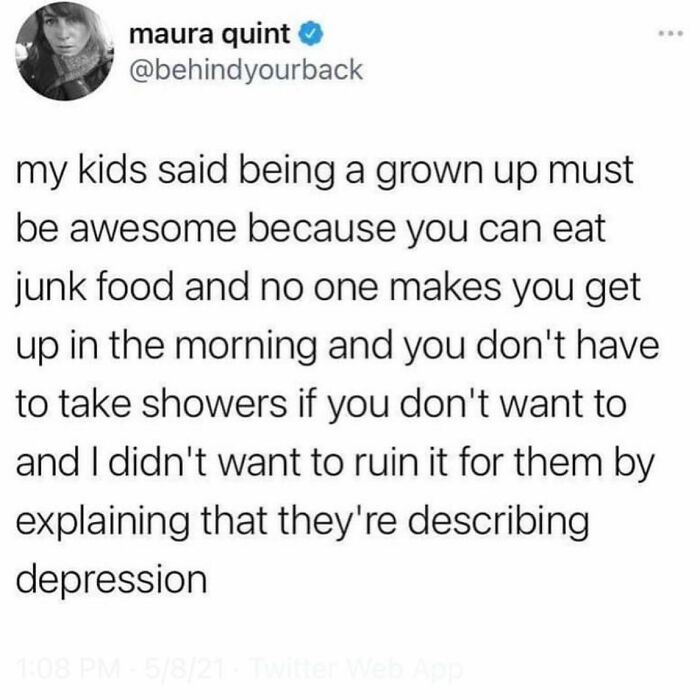 maura quint
@behindyourback
my kids said being a grown up must
be awesome because you can eat
junk food and no one makes you get
up in the morning and you don't have
to take showers if you don't want to
and I didn't want to ruin it for them by
explaining that they're describing
depression
1:08 PM - 5/8/21 - Twitter Web App